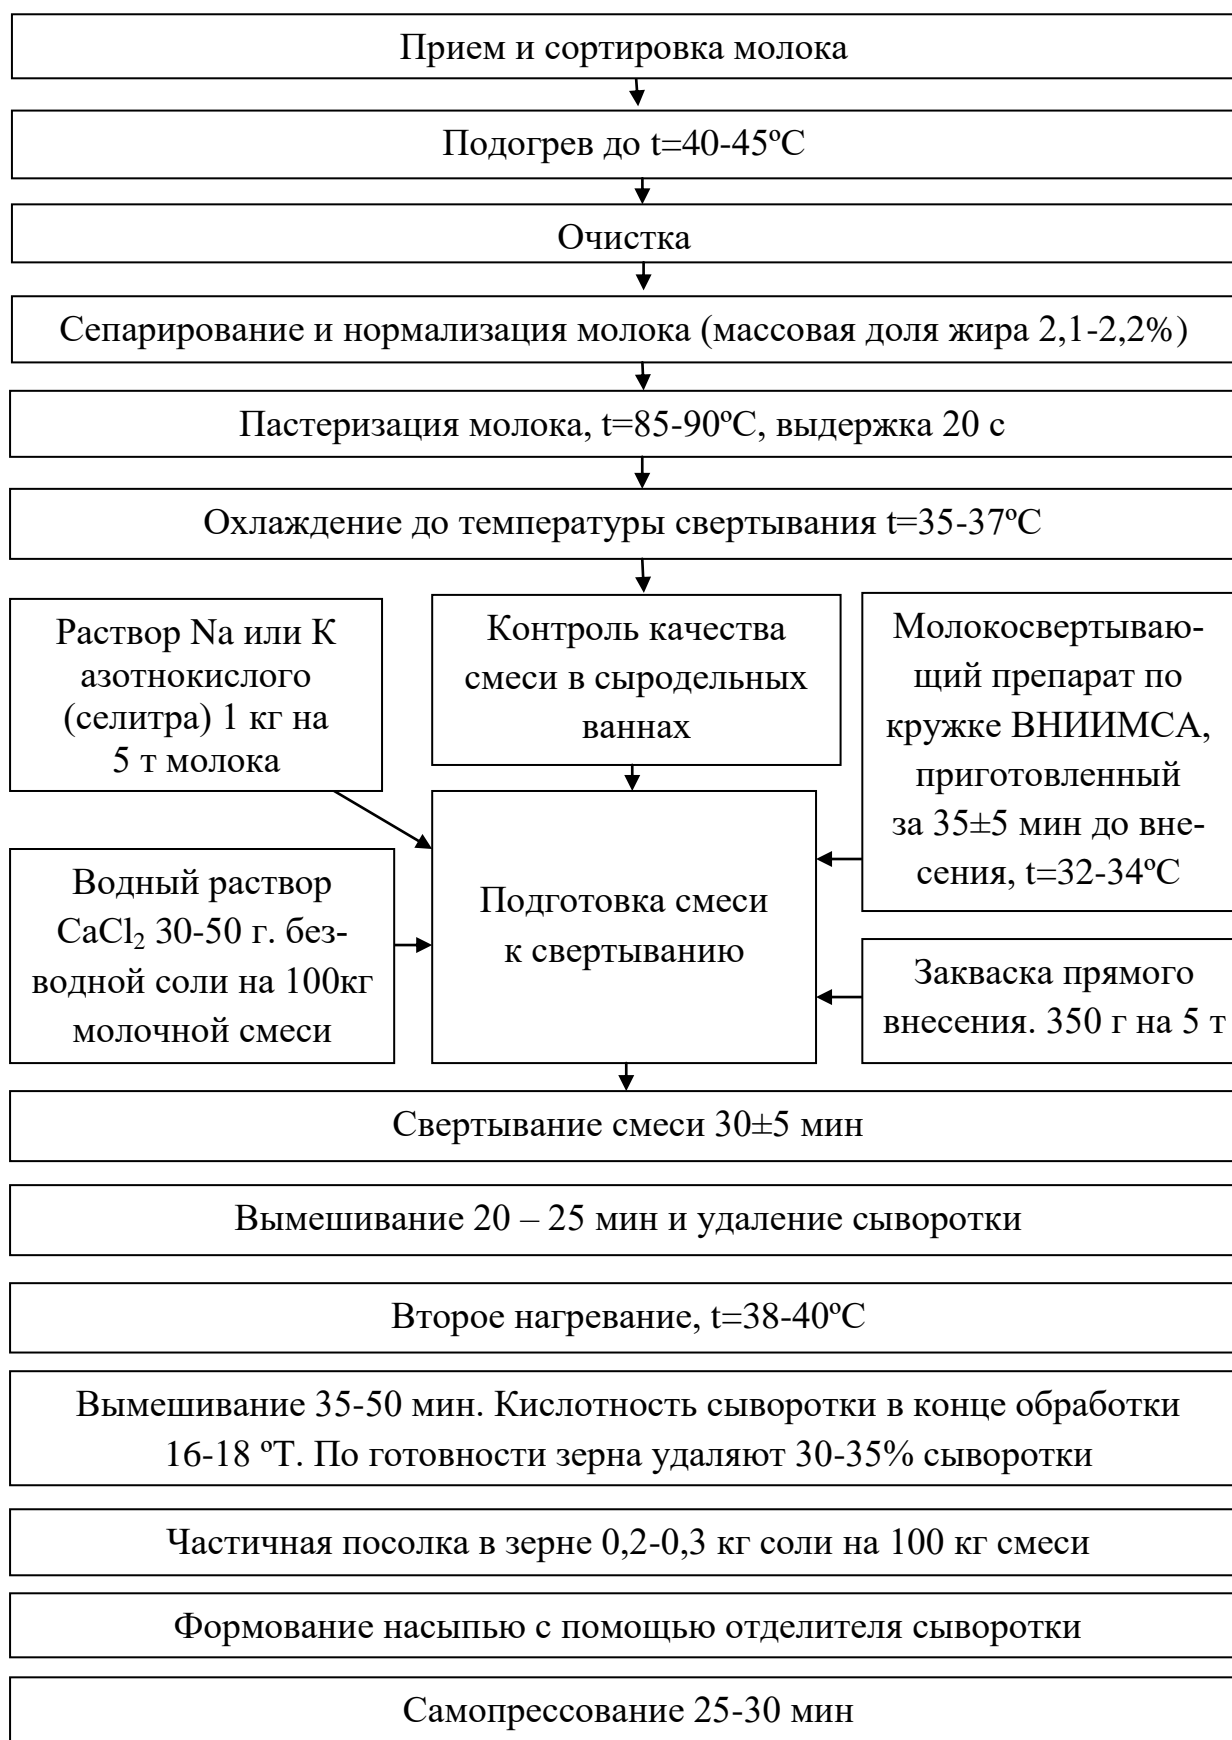 Прием и сортировка молока
Подогрев до t=40-45ºС
Очистка
Сепарирование и нормализация молока (массовая доля жира 2,1-2,2%)
Пастеризация молока, t=85-90ºС, выдержка 20 с
Охлаждение до температуры свертывания t=35-37ºС
Раствор Na или К
азотнокислого
(селитра) 1 кг на
5 т молока
Контроль качества
смеси в сыродельных
ваннах
Молокосвертываю-
щий препарат по
кружке ВНИИМСА,
приготовленный
за 35±5 мин до вне-
сения, t=32-34ºС
Водный раствор
CaCl₂ 30-50 г. без-
водной соли на 100кг
молочной смеси
Подготовка смеси
к свертыванию
Закваска прямого
внесения. 350 г на 5 т
Свертывание смеси 30±5 мин
Вымешивание 20 – 25 мин и удаление сыворотки
Второе нагревание, t=38-40ºС
Вымешивание 35-50 мин. Кислотность сыворотки в конце обработки
16-18 ºТ. По готовности зерна удаляют 30-35% сыворотки
Частичная посолка в зерне 0,2-0,3 кг соли на 100 кг смеси
Формование насыпью с помощью отделителя сыворотки
Самопрессование 25-30 мин